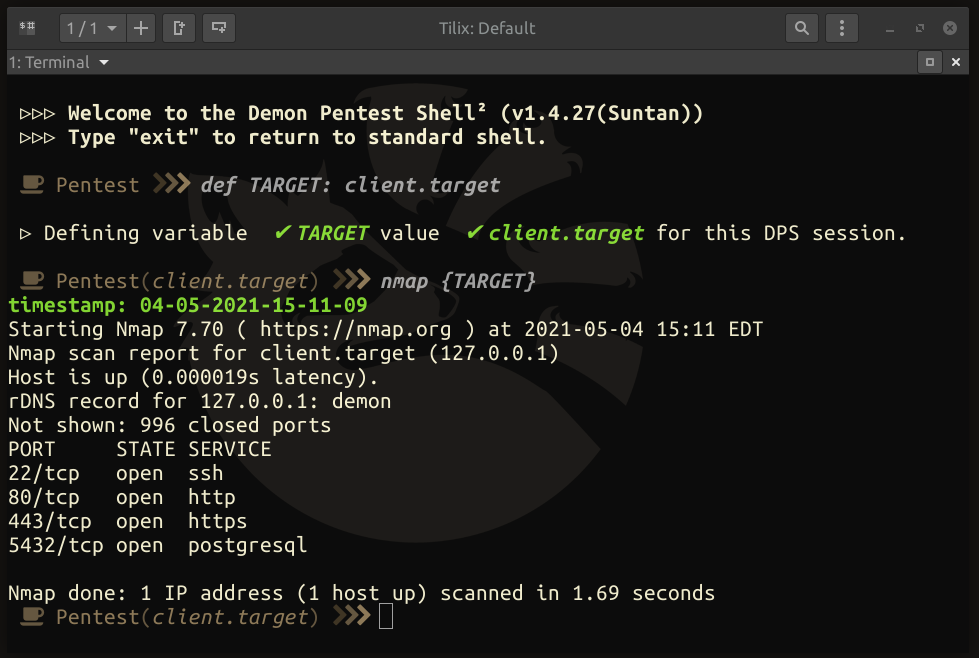 1 / 1
Tilix: Default
1: Terminal
▷▷▷ Welcome to the Demon Pentest Shell² (v1.4.27(Suntan))
▷▷▷ Type "exit" to return to standard shell.
Pentest ❯❯❯ def TARGET: client.target
▷ Defining variable ✔ TARGET value ✔ client.target for this DPS session.
Pentest(client.target) ❯❯❯ nmap {TARGET}
timestamp: 04-05-2021-15-11-09
Starting Nmap 7.70 ( https://nmap.org ) at 2021-05-04 15:11 EDT
Nmap scan report for client.target (127.0.0.1)
Host is up (0.000019s latency).
rDNS record for 127.0.0.1: demon
Not shown: 996 closed ports
PORT STATE SERVICE
22/tcp open ssh
80/tcp open http
443/tcp open https
5432/tcp open postgresql
Nmap done: 1 IP address (1 host up) scanned in 1.69 seconds
Pentest(client.target) ❯❯❯